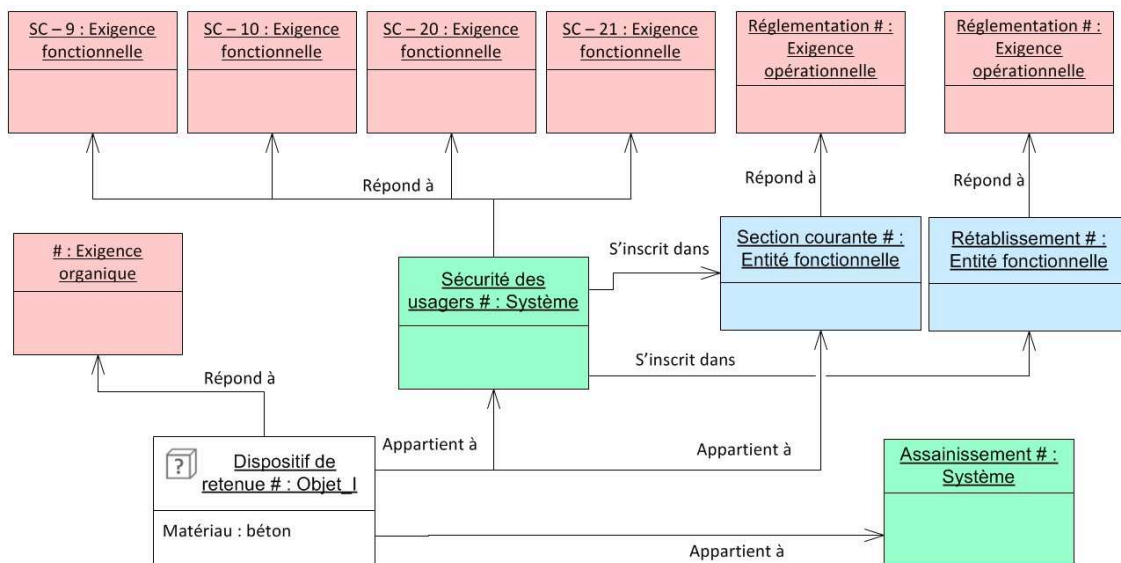 SC – 9 : Exigence
fonctionnelle
SC – 10 : Exigence
fonctionnelle
SC – 20 : Exigence
fonctionnelle
SC – 21 : Exigence
fonctionnelle
Réglementation # :
Exigence
opérationnelle
Réglementation # :
Exigence
opérationnelle
Répond à
Répond à
Répond à
# : Exigence
organique
Sécurité des
usagers # : Système
S’inscrit dans
Section courante # :
Entité fonctionnelle
Rétablissement # :
Entité fonctionnelle
S’inscrit dans
Répond à
?
Dispositif de
retenue # : Objet_I
Matériau : béton
Appartient à
Appartient à
Assainissement # :
Système
Appartient à